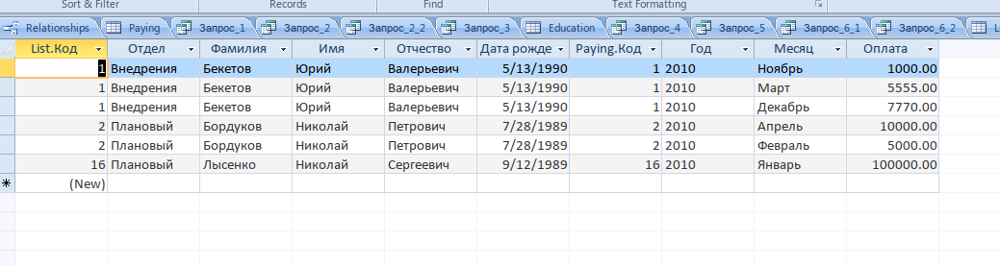 Sort & Filter Records Find Text Formatting
Relationships Paying Запрос_1 Запрос_2 Запрос_2_2 Запрос_3 Education Запрос_4 Запрос_5 Запрос_6_1 Запрос_6_2
List.Код Отдел Фамилия Имя Отчество Дата рожде Paying.Код Год Месяц Оплата
1 Внедрения Бекетов Юрий Валерьевич 5/13/1990 1 2010 Ноябрь 1000.00
1 Внедрения Бекетов Юрий Валерьевич 5/13/1990 1 2010 Март 5555.00
1 Внедрения Бекетов Юрий Валерьевич 5/13/1990 1 2010 Декабрь 7770.00
2 Плановый Бордуков Николай Петрович 7/28/1989 2 2010 Апрель 10000.00
2 Плановый Бордуков Николай Петрович 7/28/1989 2 2010 Февраль 5000.00
16 Плановый Лысенко Николай Сергеевич 9/12/1989 16 2010 Январь 100000.00
(New)